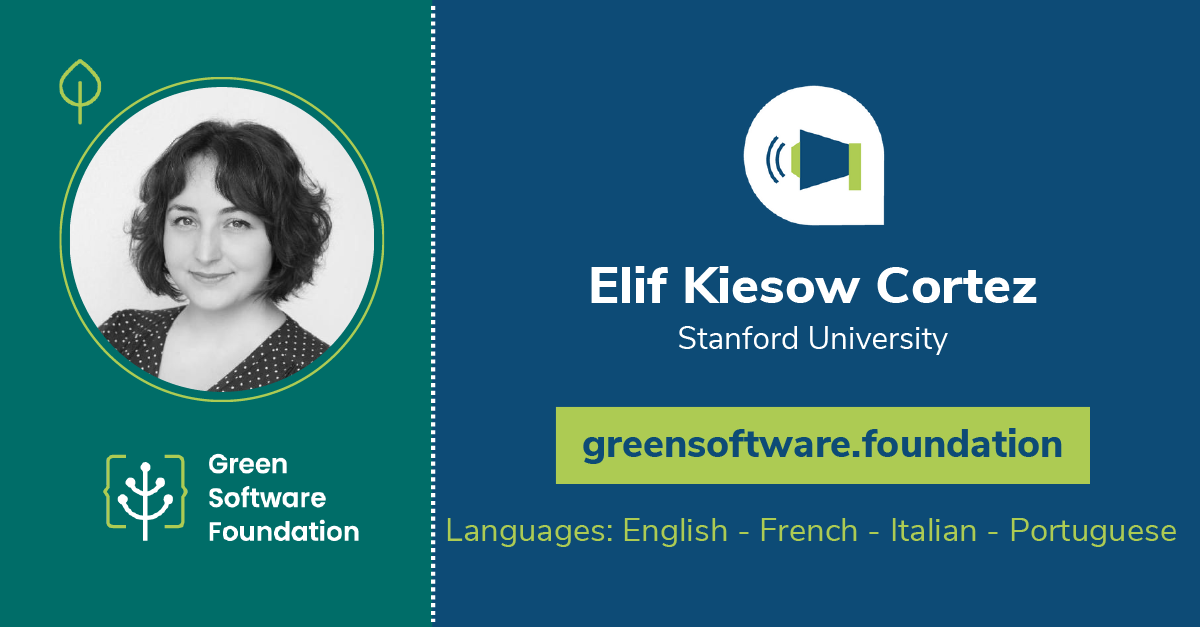 Green
Software
Foundation
Elif Kiesow Cortez
Stanford University
greensoftware.foundation
Languages: English - French - Italian - Portuguese